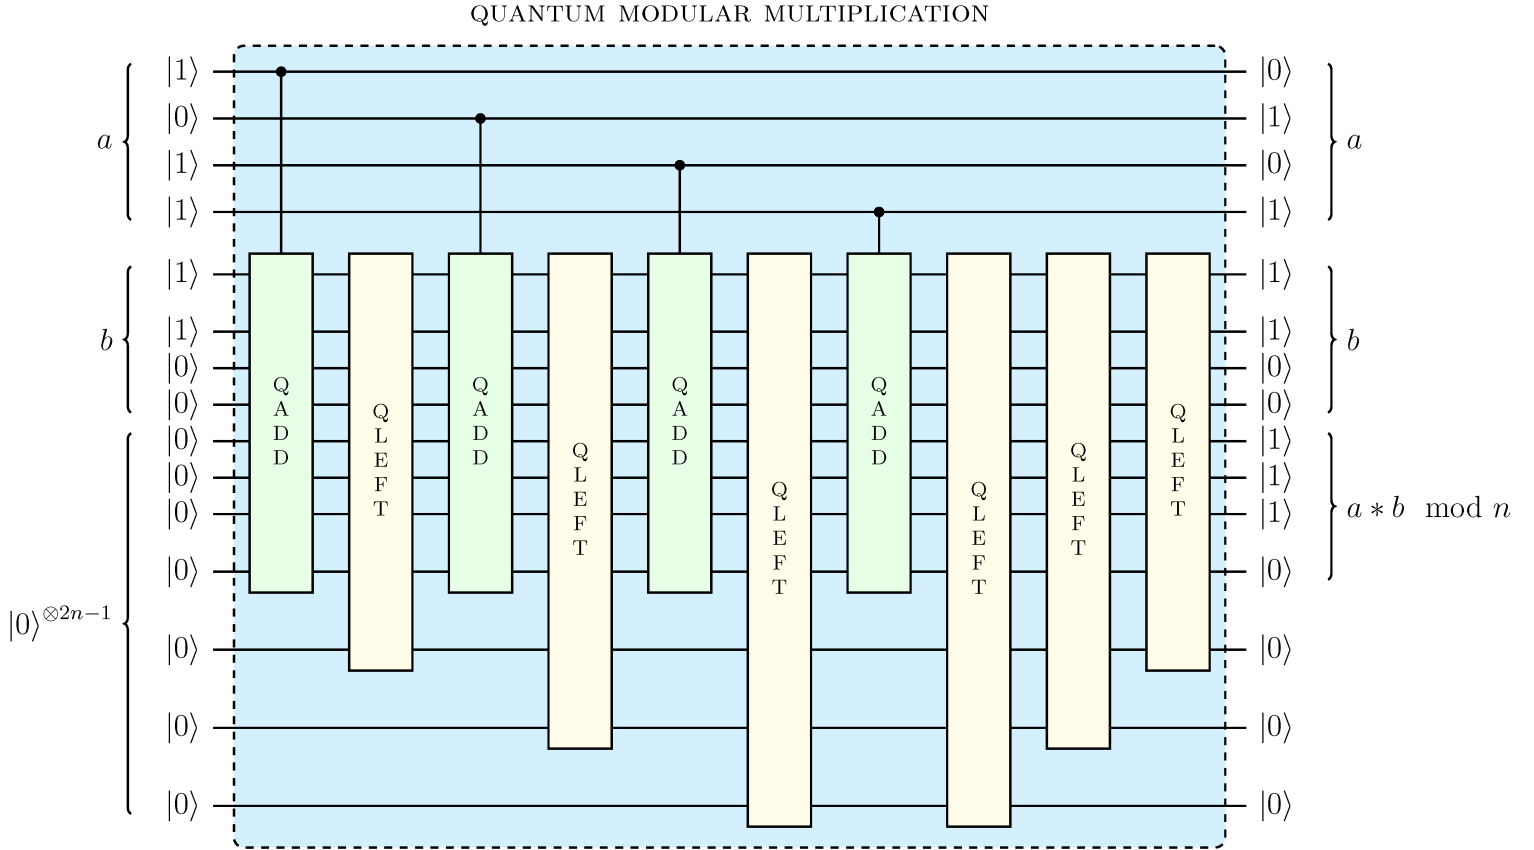 QUANTUM MODULAR MULTIPLICATION
|1⟩ |0⟩
|0⟩ |1⟩
a a
|1⟩ |0⟩
|1⟩ |1⟩
|1⟩ |1⟩
|1⟩ |1⟩
b b
|0⟩ |0⟩
|0⟩ |0⟩
QADD QLEFT QADD QLEFT QADD QLEFT QADD QLEFT QLEFT QLEFT
|0⟩ |1⟩
|0⟩ |1⟩
|0⟩ |1⟩
a ∗ b mod n
|0⟩ |0⟩
|0⟩^{⊗2n−1}
|0⟩ |0⟩
|0⟩ |0⟩
|0⟩ |0⟩